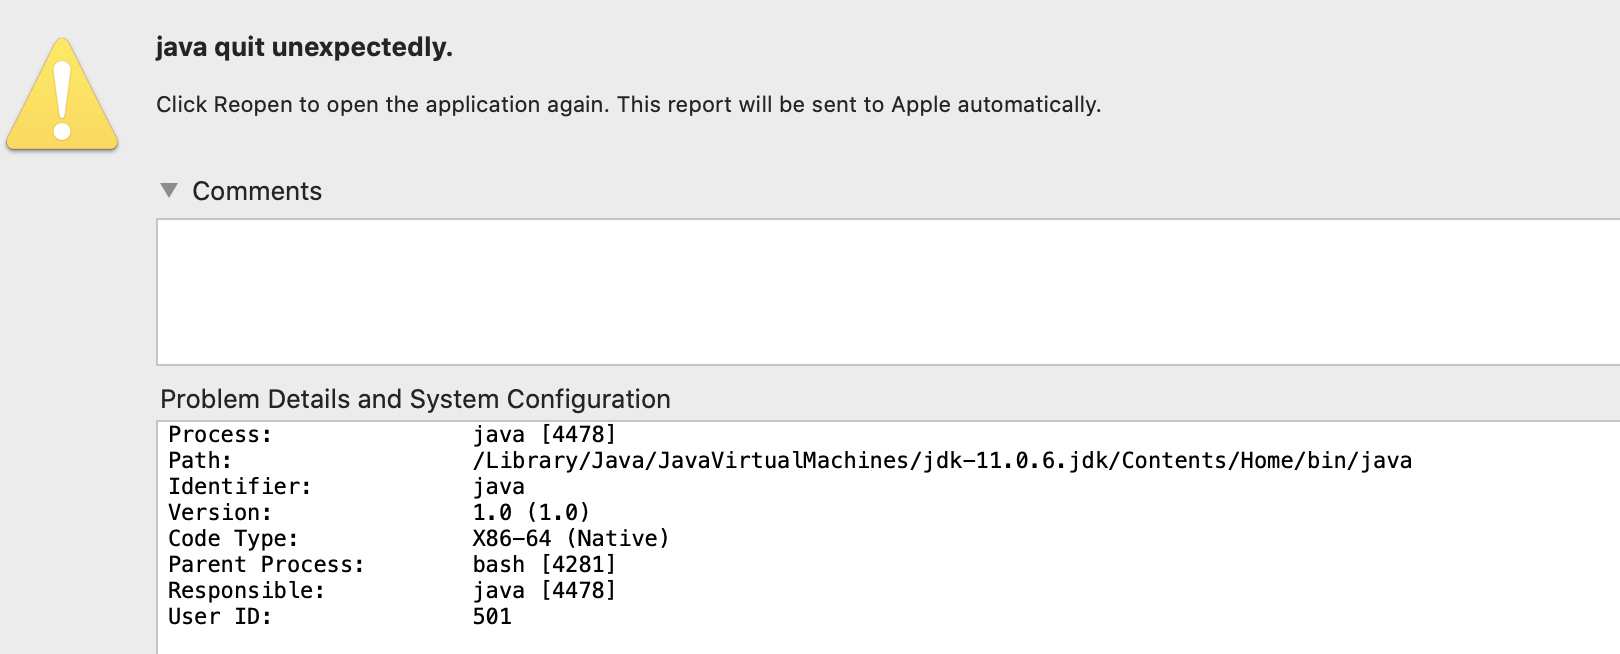 java quit unexpectedly.
Click Reopen to open the application again. This report will be sent to Apple automatically.
Comments
Problem Details and System Configuration
Process: java [4478]
Path: /Library/Java/JavaVirtualMachines/jdk-11.0.6.jdk/Contents/Home/bin/java
Identifier: java
Version: 1.0 (1.0)
Code Type: X86-64 (Native)
Parent Process: bash [4281]
Responsible: java [4478]
User ID: 501